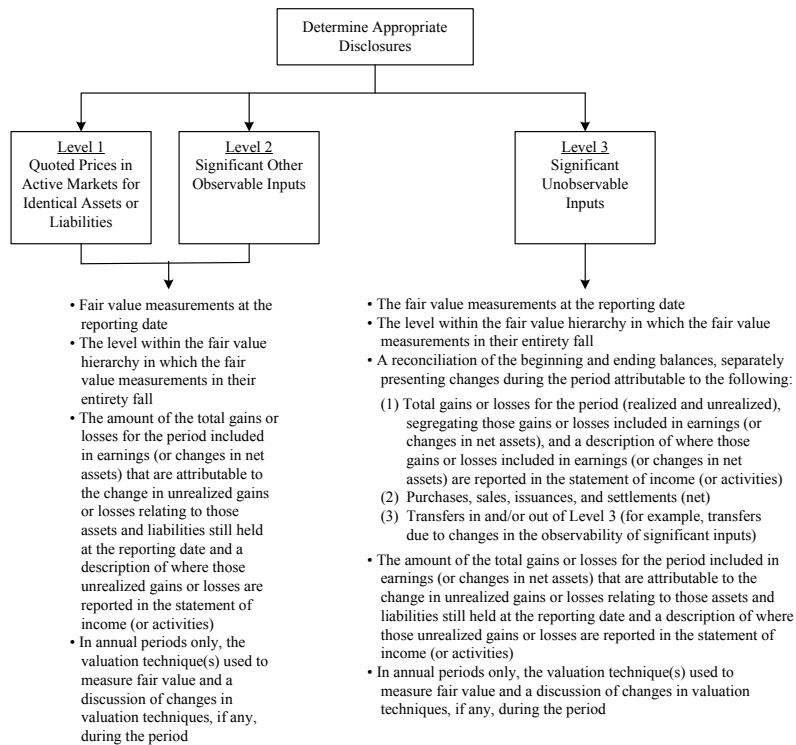 Determine Appropriate
Disclosures
Level 1
Quoted Prices in
Active Markets for
Identical Assets or
Liabilities
Level 2
Significant Other
Observable Inputs
Level 3
Significant
Unobservable
Inputs
• Fair value measurements at the
reporting date
• The level within the fair value
hierarchy in which the fair
value measurements in their
entirety fall
• The amount of the total gains or
losses for the period included
in earnings (or changes in net
assets) that are attributable to
the change in unrealized gains
or losses relating to those
assets and liabilities still held
at the reporting date and a
description of where those
unrealized gains or losses are
reported in the statement of
income (or activities)
• In annual periods only, the
valuation technique(s) used to
measure fair value and a
discussion of changes in
valuation techniques, if any,
during the period
• The fair value measurements at the reporting date
• The level within the fair value hierarchy in which the fair value
measurements in their entirety fall
• A reconciliation of the beginning and ending balances, separately
presenting changes during the period attributable to the following:
(1) Total gains or losses for the period (realized and unrealized),
segregating those gains or losses included in earnings (or
changes in net assets), and a description of where those
gains or losses included in earnings (or changes in net
assets) are reported in the statement of income (or activities)
(2) Purchases, sales, issuances, and settlements (net)
(3) Transfers in and/or out of Level 3 (for example, transfers
due to changes in the observability of significant inputs)
• The amount of the total gains or losses for the period included in
earnings (or changes in net assets) that are attributable to the
change in unrealized gains or losses relating to those assets and
liabilities still held at the reporting date and a description of where
those unrealized gains or losses are reported in the statement of
income (or activities)
• In annual periods only, the valuation technique(s) used to
measure fair value and a discussion of changes in valuation
techniques, if any, during the period